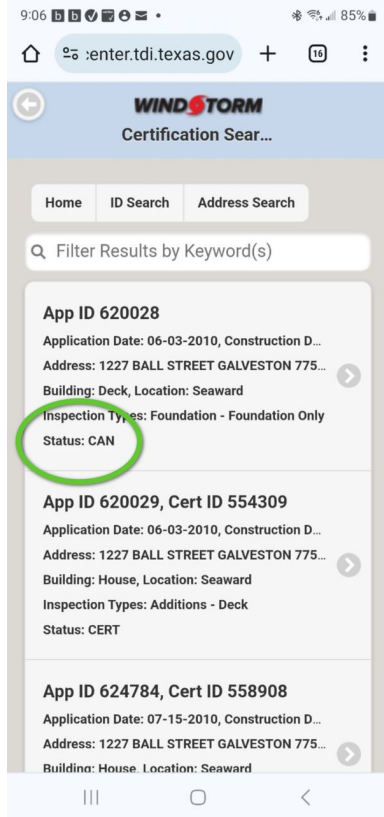 9:06
85%
:enter.tdi.texas.gov
16
WINDSTORM
Certification Sear...
Home ID Search Address Search
Filter Results by Keyword(s)
App ID 620028
Application Date: 06-03-2010, Construction D...
Address: 1227 BALL STREET GALVESTON 775...
Building: Deck, Location: Seaward
Inspection Types: Foundation - Foundation Only
Status: CAN
App ID 620029, Cert ID 554309
Application Date: 06-03-2010, Construction D...
Address: 1227 BALL STREET GALVESTON 775...
Building: House, Location: Seaward
Inspection Types: Additions - Deck
Status: CERT
App ID 624784, Cert ID 558908
Application Date: 07-15-2010, Construction D...
Address: 1227 BALL STREET GALVESTON 775...
Building: House, Location: Seaward